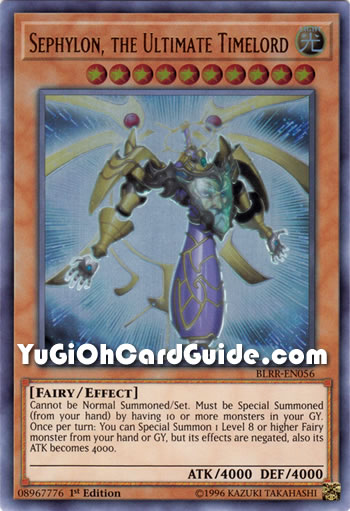 SEPHYLON, THE ULTIMATE TIMELORD
LIGHT
光
YuGiOhCardGuide.com
BLRR-EN056
[FAIRY/EFFECT]
Cannot be Normal Summoned/Set. Must be Special Summoned
(from your hand) by having 10 or more monsters in your GY.
Once per turn: You can Special Summon 1 Level 8 or higher Fairy
monster from your hand or GY, but its effects are negated, also its
ATK becomes 4000.
ATK/4000 DEF/4000
08967776 1st Edition ©1996 KAZUKI TAKAHASHI